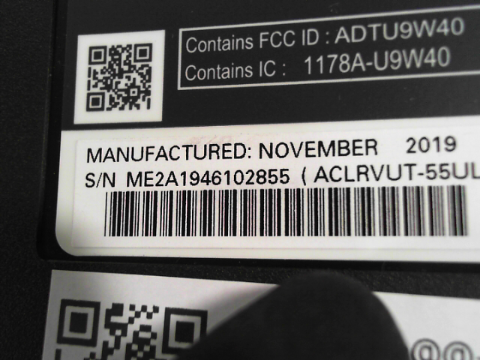 Contains FCC ID : ADTU9W40
Contains IC : 1178A-U9W40
MANUFACTURED: NOVEMBER 2019
S/N ME2A1946102855 ( ACLRVUT-55UL